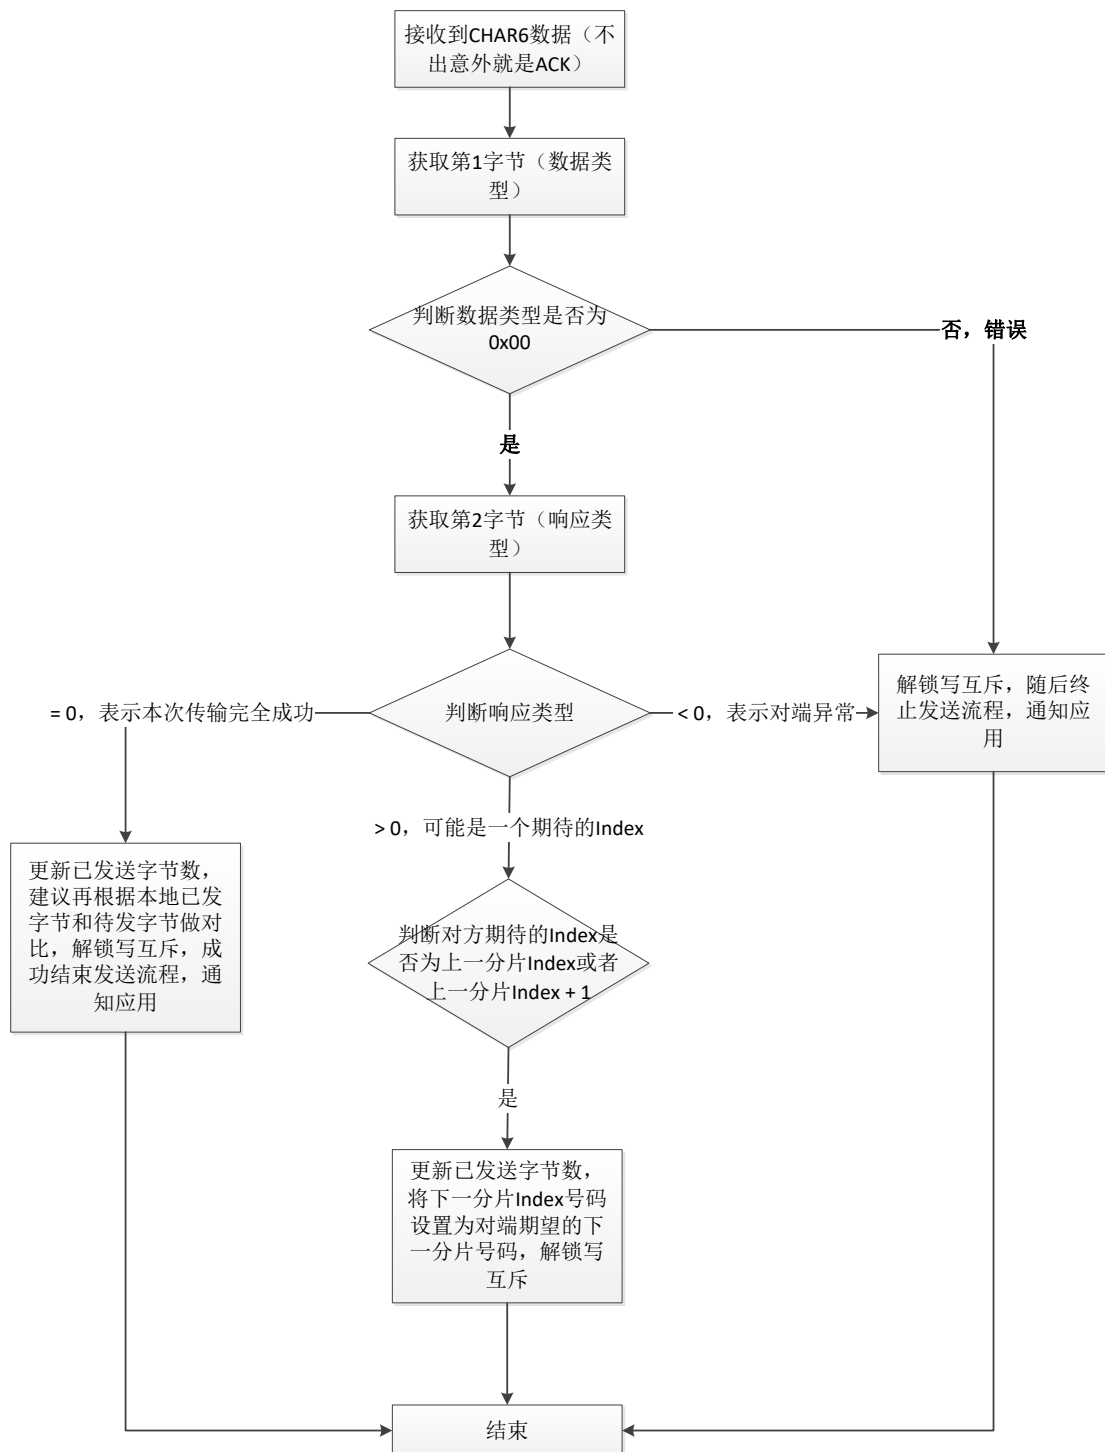 接收到CHAR6数据（不
出意外就是ACK）
获取第1字节（数据类
型）
判断数据类型是否为
0x00
否，错误
是
获取第2字节（响应类
型）
判断响应类型
= 0，表示本次传输完全成功
< 0，表示对端异常
解锁写互斥，随后终
止发送流程，通知应
用
> 0，可能是一个期待的Index
更新已发送字节数，
建议再根据本地已发
字节和待发字节做对
比，解锁写互斥，成
功结束发送流程，通
知应用
判断对方期待的Index是
否为上一分片Index或者
上一分片Index + 1
是
更新已发送字节数，
将下一分片Index号码
设置为对端期望的下
一分片号码，解锁写
互斥
结束